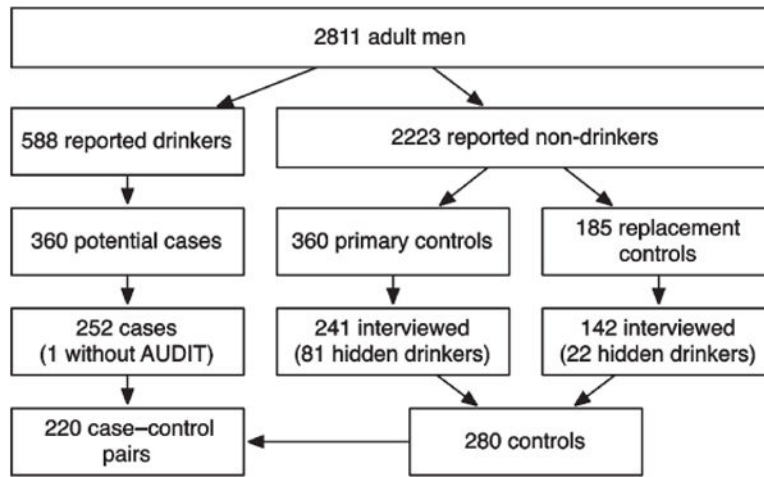 2811 adult men
588 reported drinkers
2223 reported non-drinkers
360 potential cases
360 primary controls
185 replacement
controls
252 cases
(1 without AUDIT)
241 interviewed
(81 hidden drinkers)
142 interviewed
(22 hidden drinkers)
220 case–control
pairs
280 controls